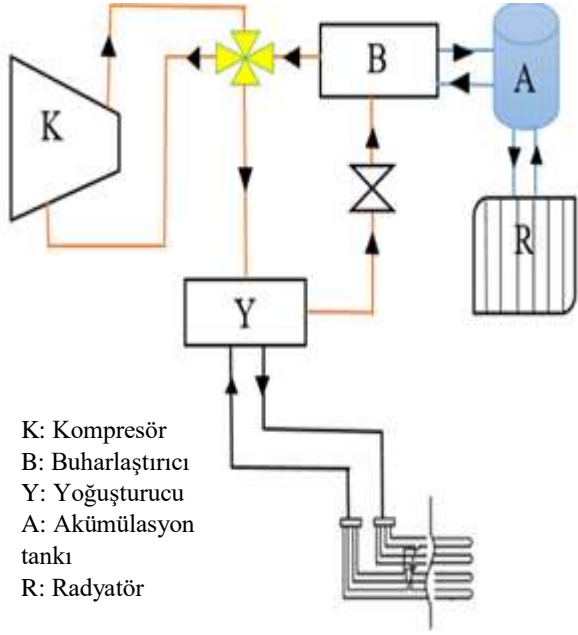 B
A
K
R
Y
K: Kompresör
B: Buharlaştırıcı
Y: Yoğuşturucu
A: Akümülasyon
tankı
R: Radyatör